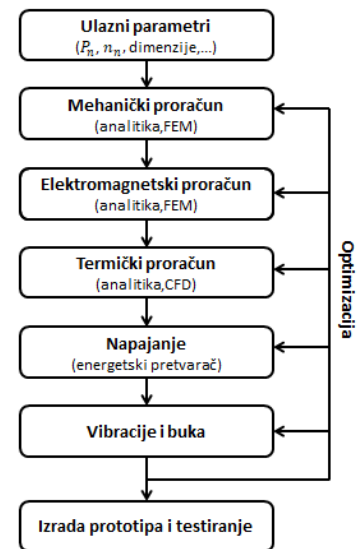 Ulazni parametri
(Pₙ, nₙ, dimenzije,...)
Mehanički proračun
(analitika,FEM)
Elektromagnetski proračun
(analitika,FEM)
Termički proračun
(analitika,CFD)
Napajanje
(energetski pretvarač)
Vibracije i buka
Izrada prototipa i testiranje
Optimizacija